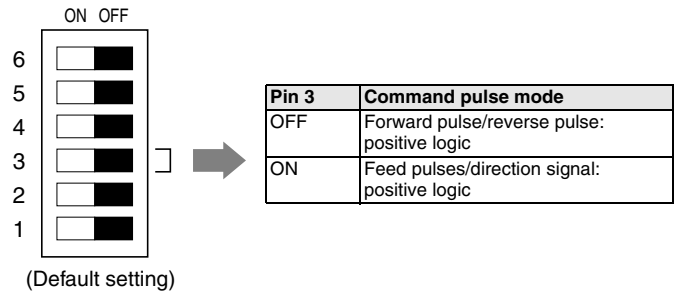 ON OFF
6
5
4
3
2
1
(Default setting)
Pin 3 Command pulse mode
OFF Forward pulse/reverse pulse:
positive logic
ON Feed pulses/direction signal:
positive logic